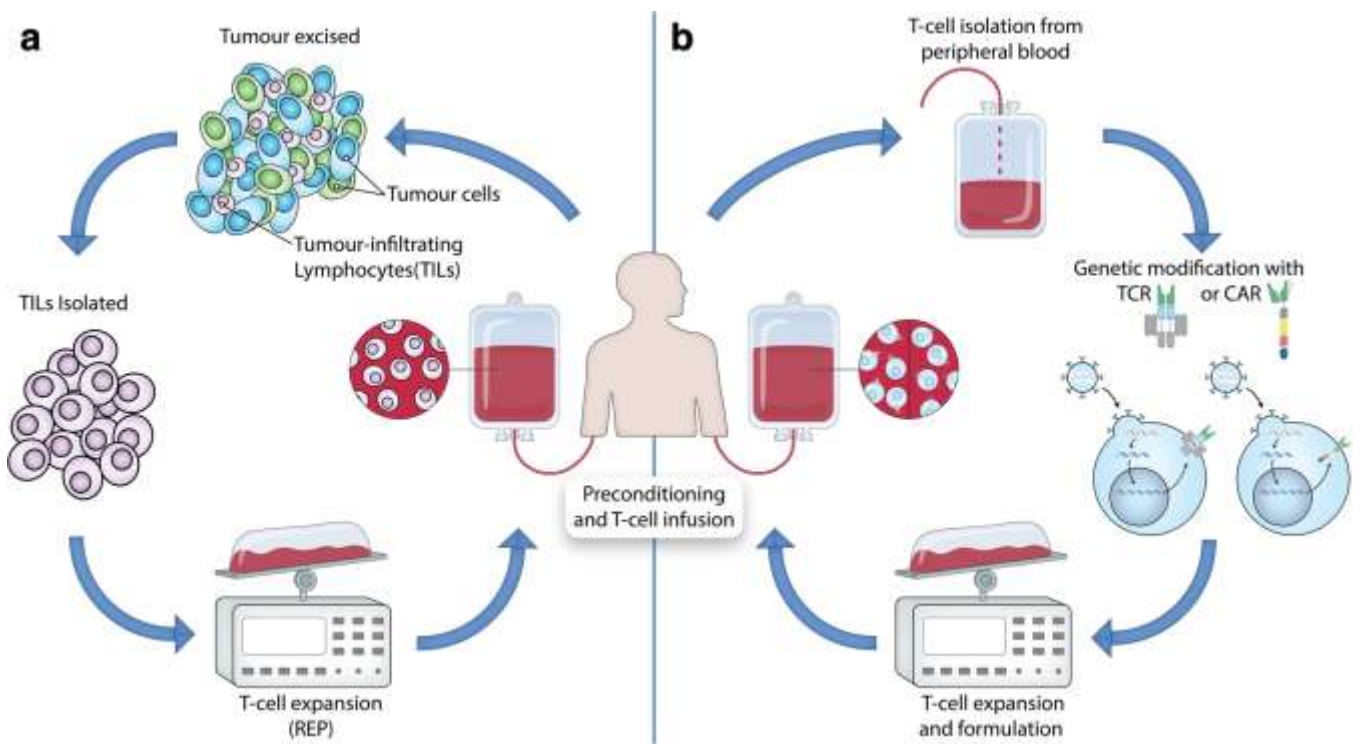 a
Tumour excised
Tumour cells
Tumour-infiltrating
Lymphocytes(TILs)
TILs Isolated
T-cell expansion
(REP)
Preconditioning
and T-cell infusion
b
T-cell isolation from
peripheral blood
Genetic modification with
TCR or CAR
T-cell expansion
and formulation